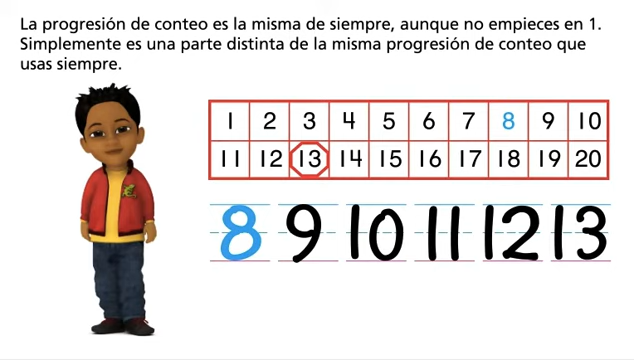 La progresión de conteo es la misma de siempre, aunque no empieces en 1.
Simplemente es una parte distinta de la misma progresión de conteo que
usas siempre.
1 2 3 4 5 6 7 8 9 10
11 12 13 14 15 16 17 18 19 20
8 9 10 11 12 13